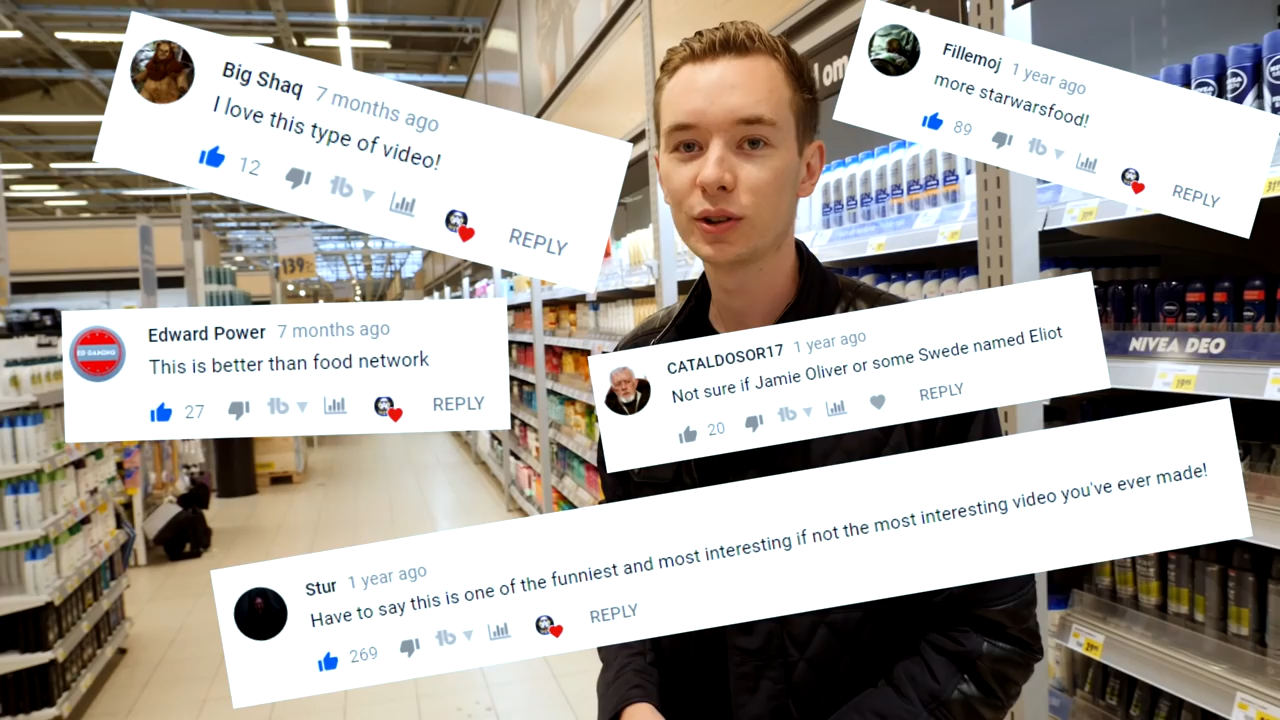 Big Shaq 7 months ago
I love this type of video!
12 REPLY
Fillemoj 1 year ago
more starwarsfood!
89 REPLY
139:-
NIVEA DEO
Edward Power 7 months ago
This is better than food network
27 REPLY
ED GAMING
CATALDOSOR17 1 year ago
Not sure if Jamie Oliver or some Swede named Eliot
20 REPLY
Stur 1 year ago
Have to say this is one of the funniest and most interesting if not the most interesting video you've ever made!
269 REPLY